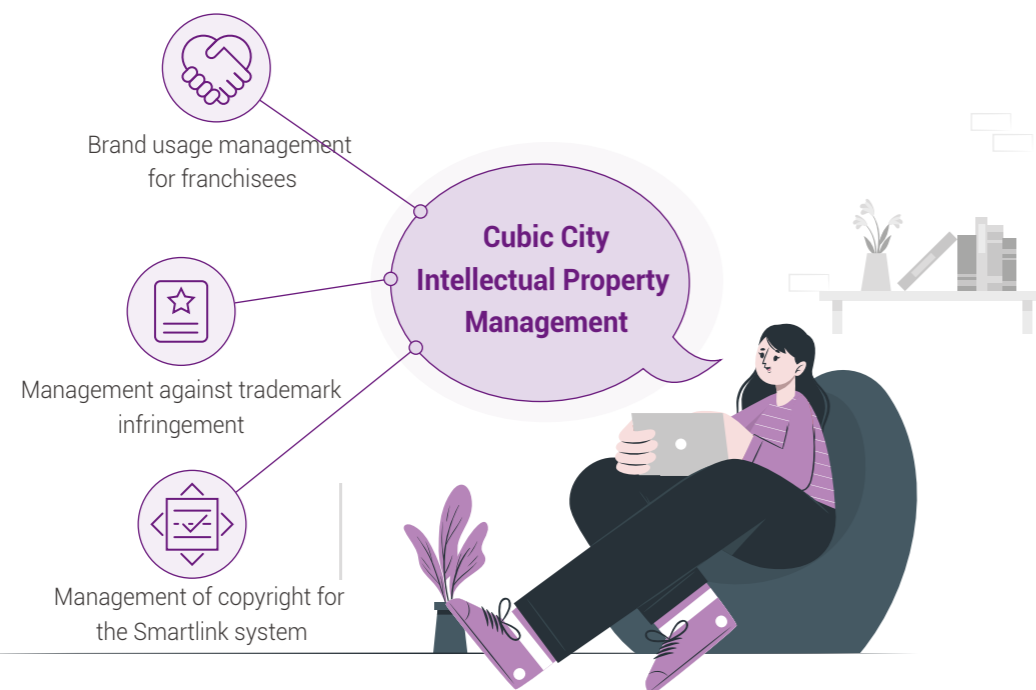 Brand usage management
for franchisees
Cubic City
Intellectual Property
Management
Management against trademark
infringement
Management of copyright for
the Smartlink system